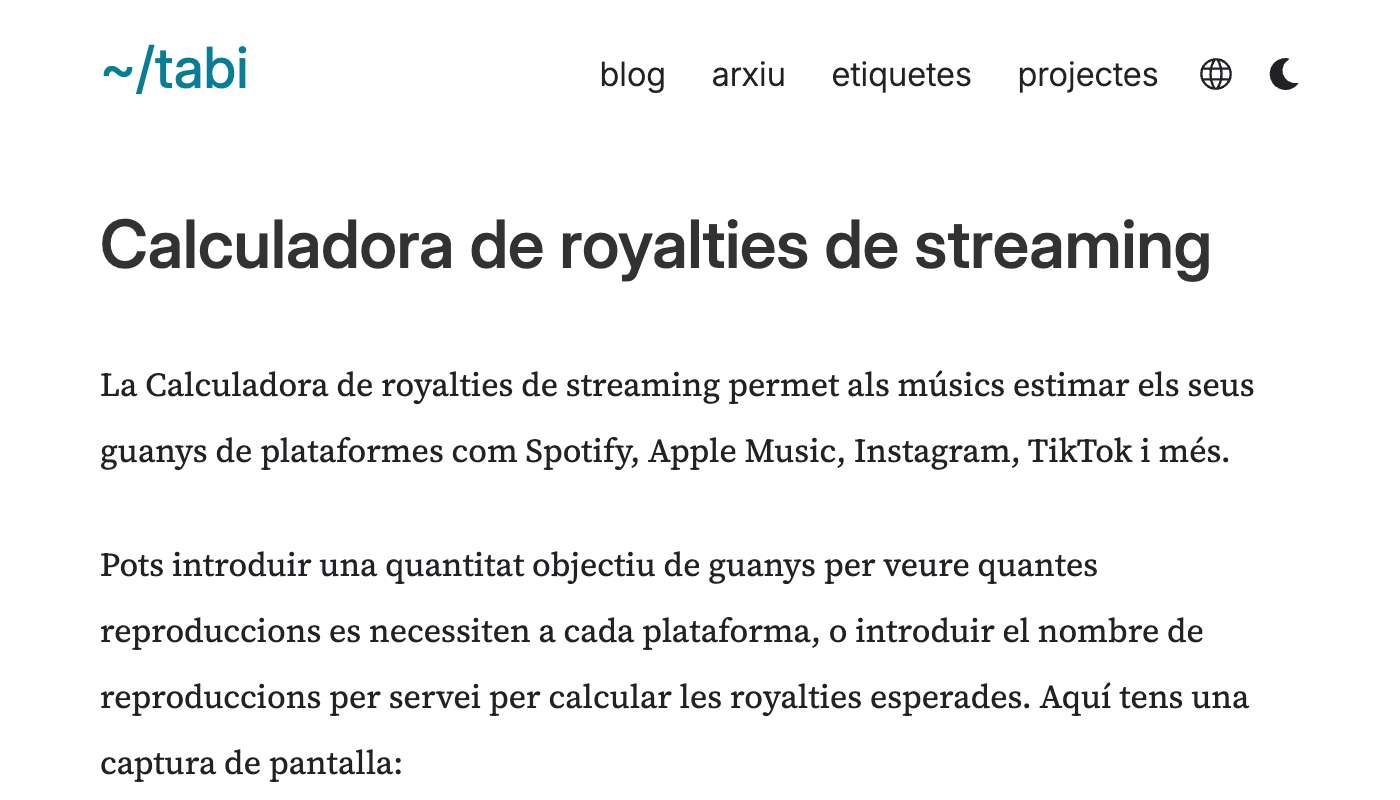 ~/tabi
blog arxiu etiquetes projectes
Calculadora de royalties de streaming
La Calculadora de royalties de streaming permet als músics estimar els seus
guanys de plataformes com Spotify, Apple Music, Instagram, TikTok i més.
Pots introduir una quantitat objectiu de guanys per veure quantes
reproduccions es necessiten a cada plataforma, o introduir el nombre de
reproduccions per servei per calcular les royalties esperades. Aquí tens una
captura de pantalla: